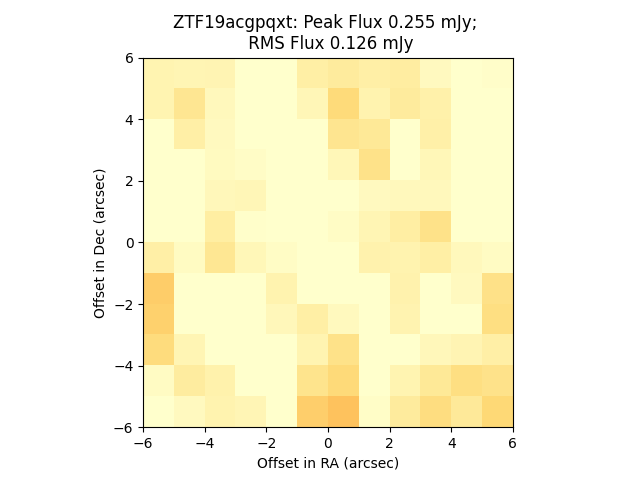 ZTF19acgpqxt: Peak Flux 0.255 mJy;
RMS Flux 0.126 mJy
6
4
2
0
−2
−4
−6
Offset in Dec (arcsec)
−6 −4 −2 0 2 4 6
Offset in RA (arcsec)